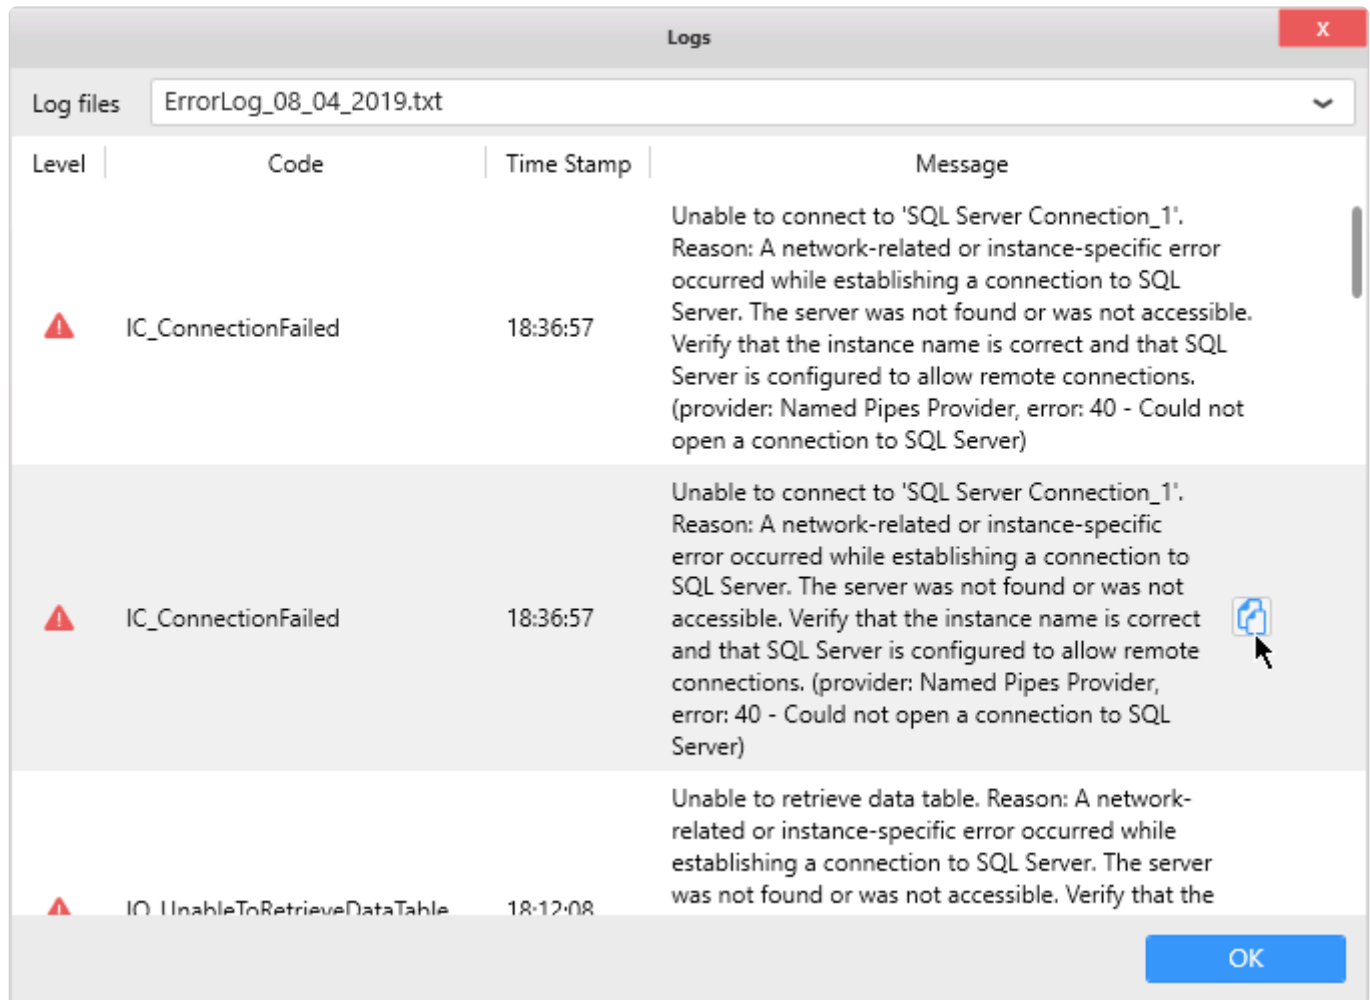 Logs
X
Log files
ErrorLog_08_04_2019.txt
Level Code Time Stamp Message
Unable to connect to 'SQL Server Connection_1'.
Reason: A network-related or instance-specific error
occurred while establishing a connection to SQL
Server. The server was not found or was not accessible.
IC_ConnectionFailed 18:36:57
Verify that the instance name is correct and that SQL
Server is configured to allow remote connections.
(provider: Named Pipes Provider, error: 40 - Could not
open a connection to SQL Server)
Unable to connect to 'SQL Server Connection_1'.
Reason: A network-related or instance-specific
error occurred while establishing a connection to
SQL Server. The server was not found or was not
IC_ConnectionFailed 18:36:57
accessible. Verify that the instance name is correct
and that SQL Server is configured to allow remote
connections. (provider: Named Pipes Provider,
error: 40 - Could not open a connection to SQL
Server)
Unable to retrieve data table. Reason: A network-
related or instance-specific error occurred while
establishing a connection to SQL Server. The server
was not found or was not accessible. Verify that the
IO_UnableToRetrieveDataTable 18:12:08
OK